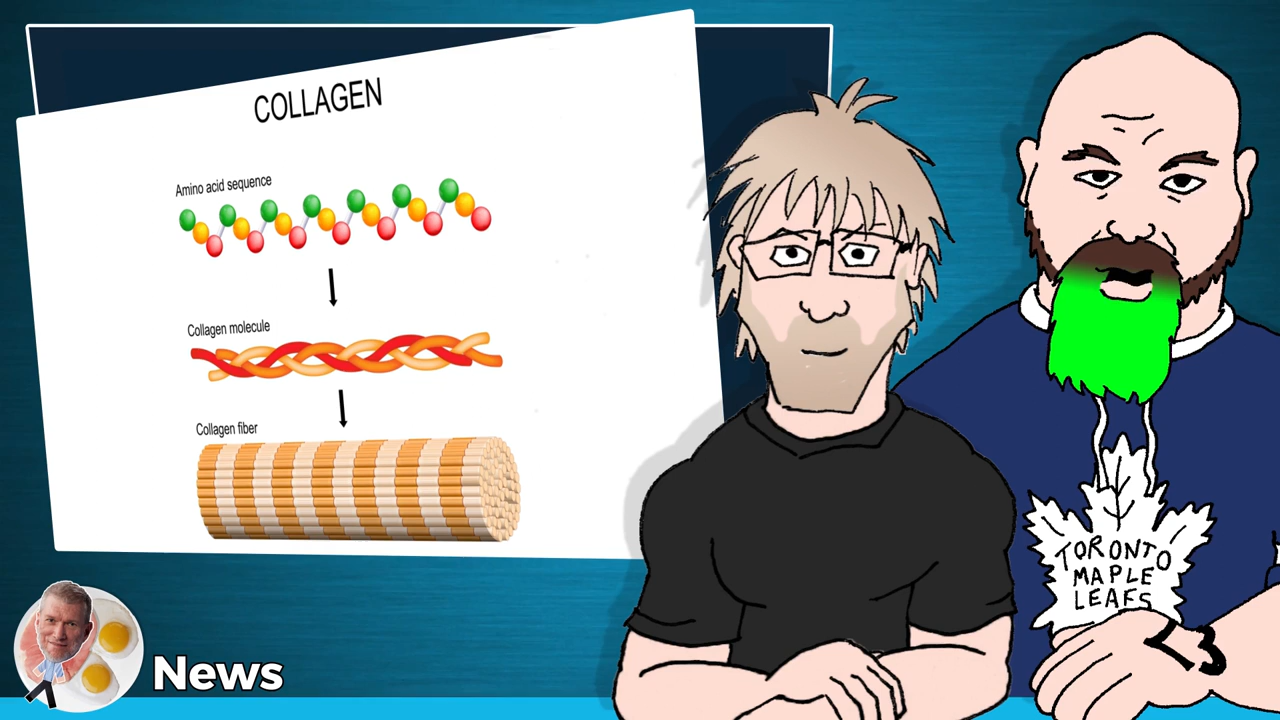 COLLAGEN
Amino acid sequence
Collagen molecule
Collagen fiber
TORONTO
MAPLE
LEAFS
News